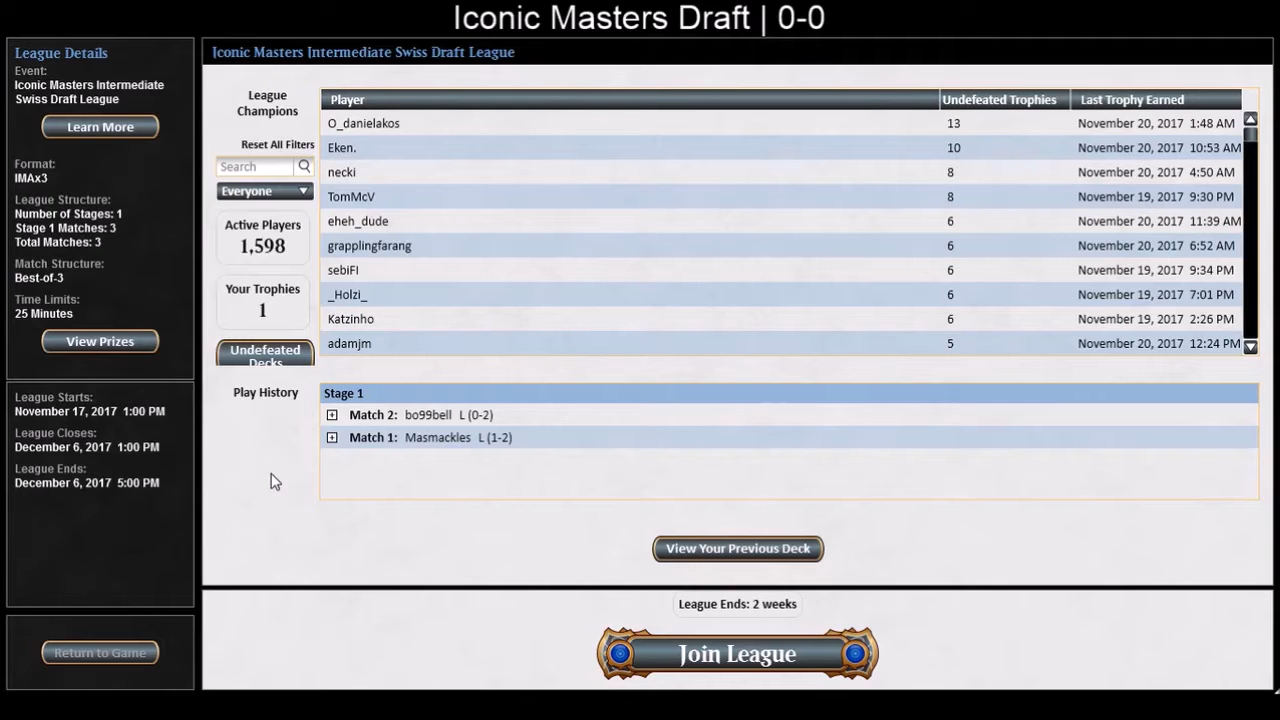 Iconic Masters Draft | 0-0
League Details
Event:
Iconic Masters Intermediate
Swiss Draft League
Learn More
Format:
IMAx3
League Structure:
Number of Stages: 1
Stage 1 Matches: 3
Total Matches: 3
Match Structure:
Best-of-3
Time Limits:
25 Minutes
View Prizes
League Starts:
November 17, 2017 1:00 PM
League Closes:
December 6, 2017 1:00 PM
League Ends:
December 6, 2017 5:00 PM
Return to Game
Iconic Masters Intermediate Swiss Draft League
League
Champions
Reset All Filters
Search
Everyone
Active Players
1,598
Your Trophies
1
Undefeated
Decks
Player Undefeated Trophies Last Trophy Earned
O_danielakos 13 November 20, 2017 1:48 AM
Eken. 10 November 20, 2017 10:53 AM
necki 8 November 20, 2017 4:50 AM
TomMcV 8 November 19, 2017 9:30 PM
eheh_dude 6 November 20, 2017 11:39 AM
grapplingfarang 6 November 20, 2017 6:52 AM
sebiFI 6 November 19, 2017 9:34 PM
_Holzi_ 6 November 19, 2017 7:01 PM
Katzinho 6 November 19, 2017 2:26 PM
adamjm 5 November 20, 2017 12:24 PM
Play History
Stage 1
Match 2: bo99bell L (0-2)
Match 1: Masmackles L (1-2)
View Your Previous Deck
League Ends: 2 weeks
Join League